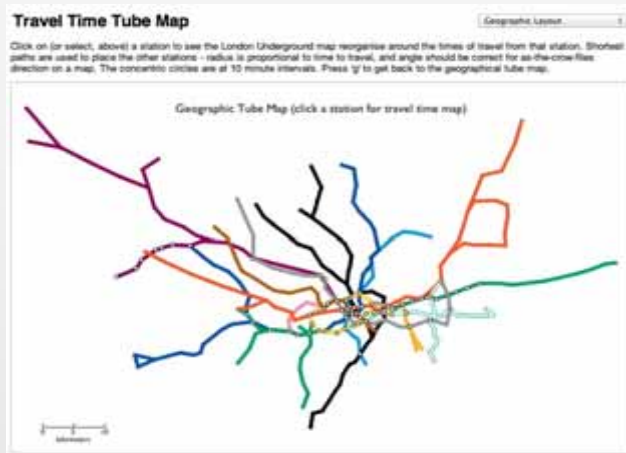 Travel Time Tube Map
Geographic Layout
Click on (or select, above) a station to see the London Underground map reorganise around the times of travel from that station. Shortest
paths are used to place the other stations - radius is proportional to time to travel, and angle should be correct for as-the-crow-flies
direction on a map. The concentric circles are at 10 minute intervals. Press 'g' to get back to the geographical tube map.
Geographic Tube Map (click a station for travel time map)